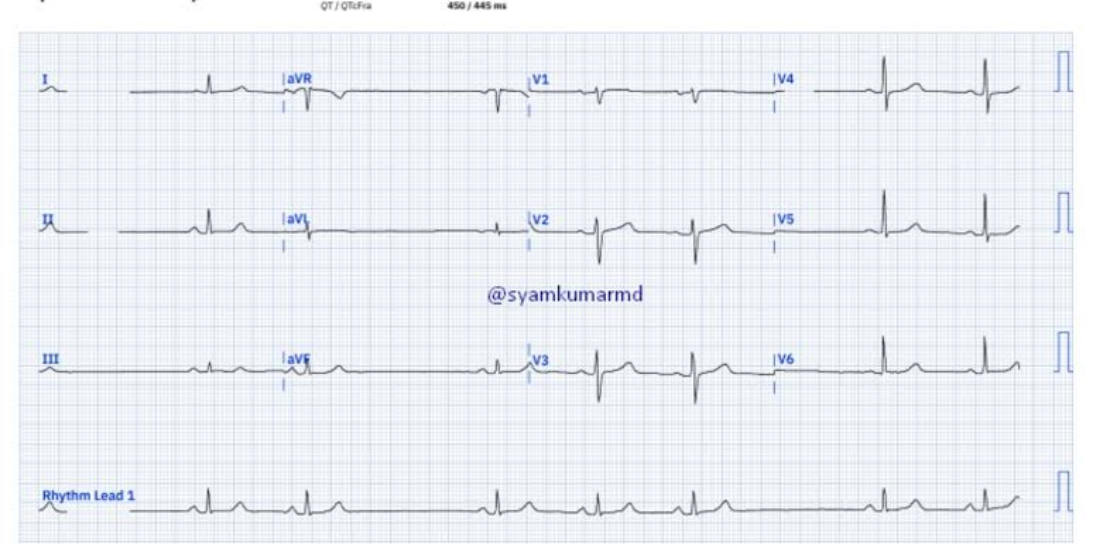 QT / QTcFra 450 / 445 ms
I aVR V1 V4
II aVL V2 V5
@syamkumarmd
III aVF V3 V6
Rhythm Lead 1